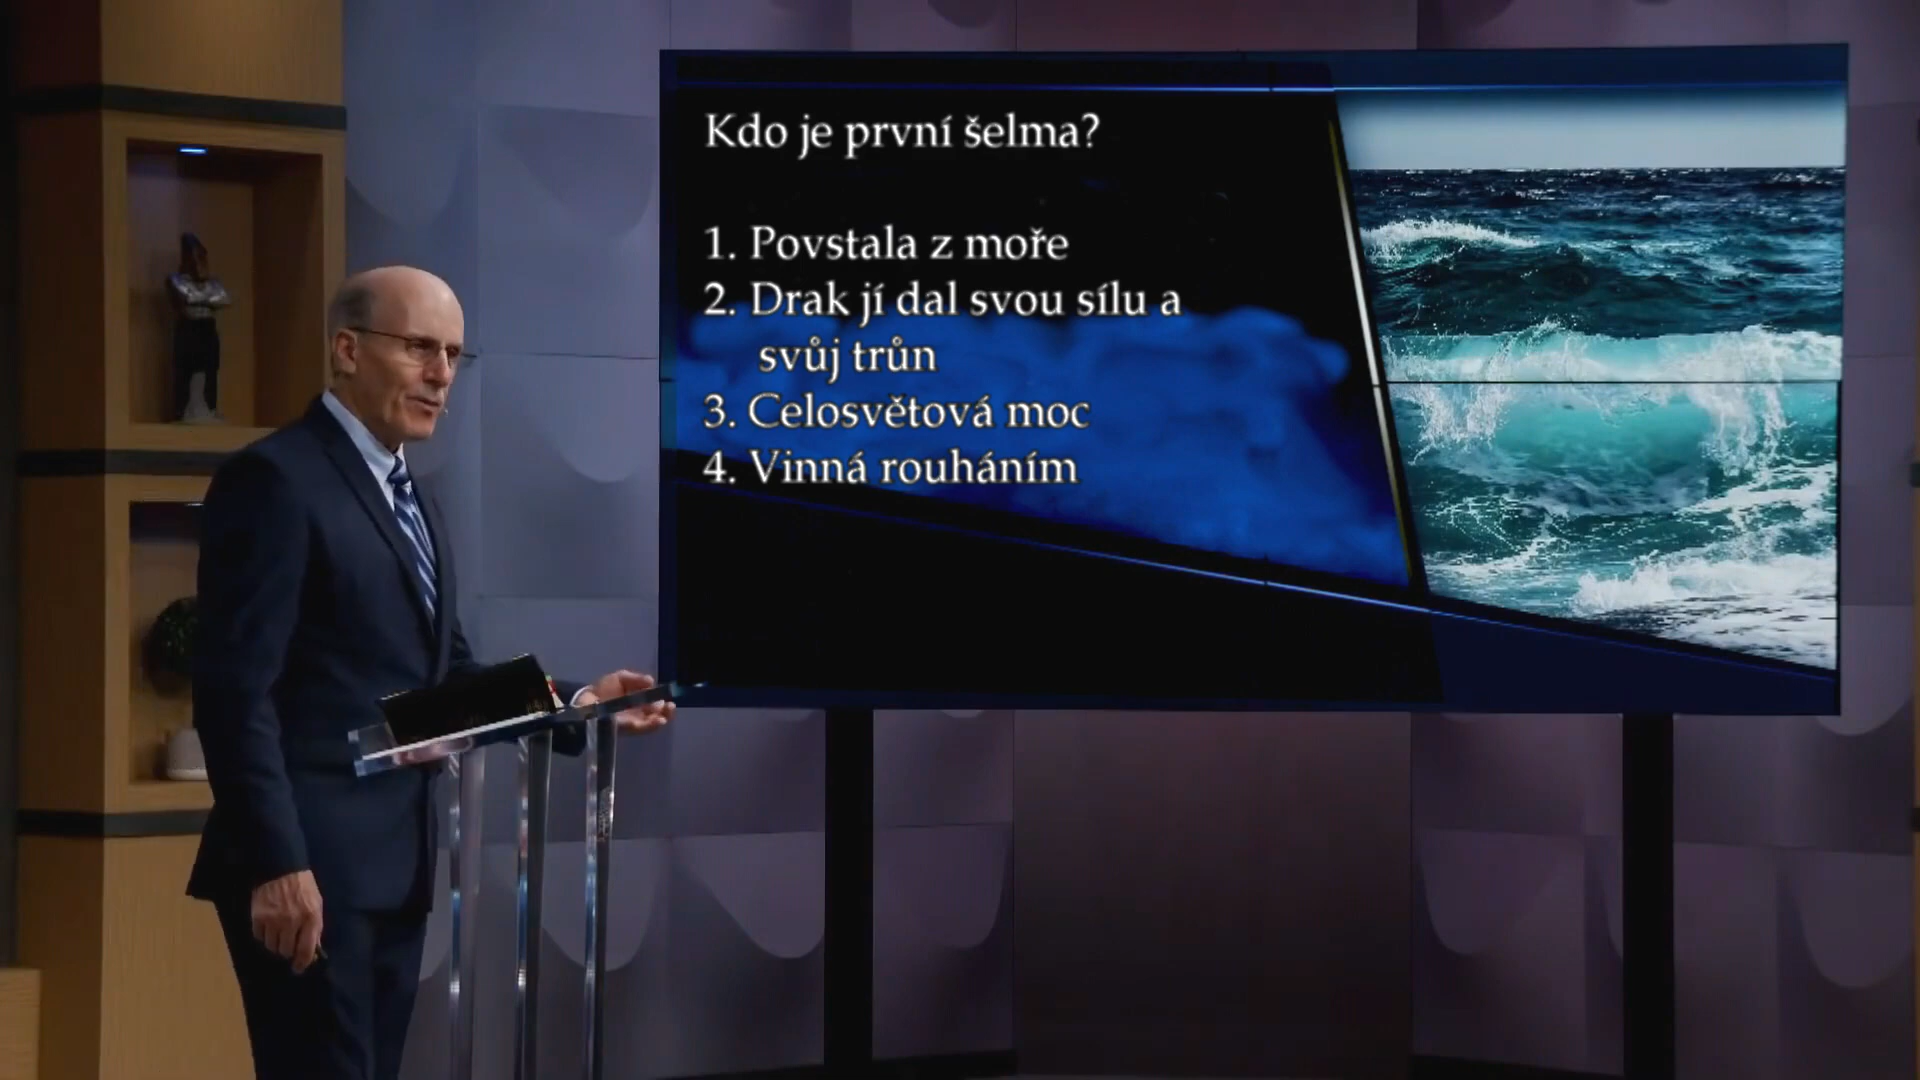 Kdo je první šelma?
1. Povstala z moře
2. Drak jí dal svou sílu a
svůj trůn
3. Celosvětová moc
4. Vinná rouháním